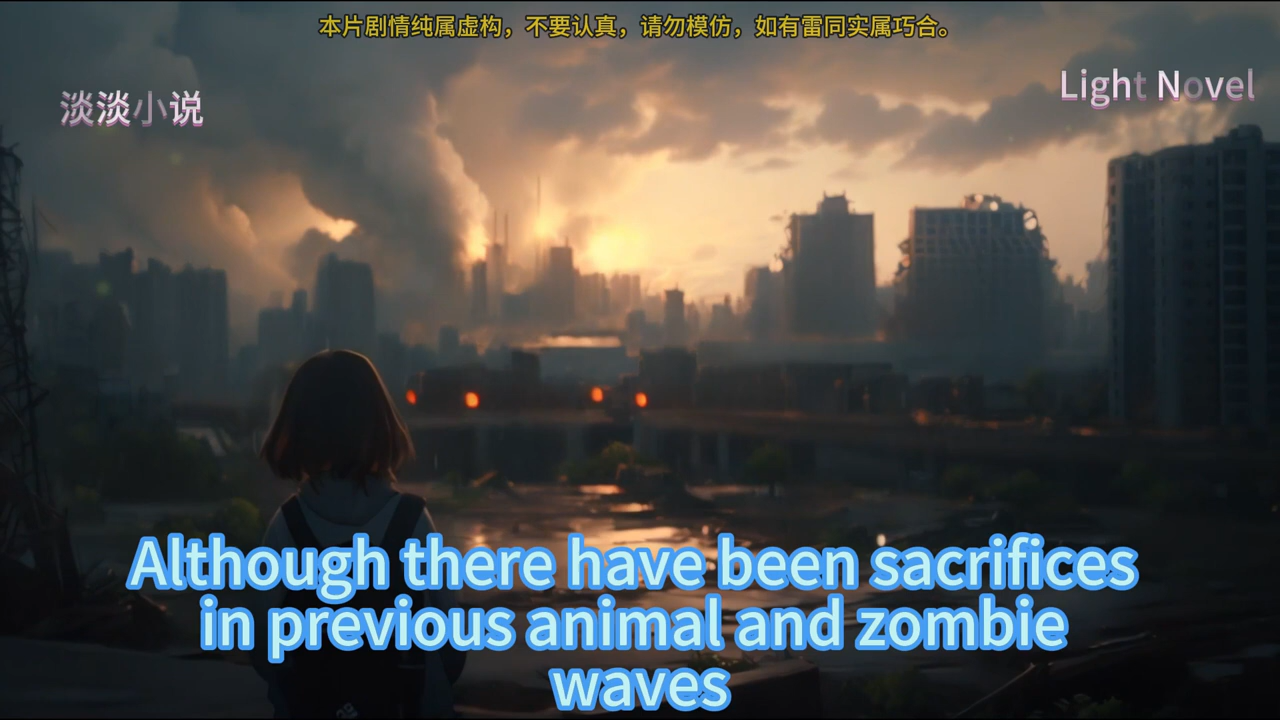 本片剧情纯属虚构，不要认真，请勿模仿，如有雷同实属巧合。
淡淡小说
Light Novel
Although there have been sacrifices
in previous animal and zombie
waves